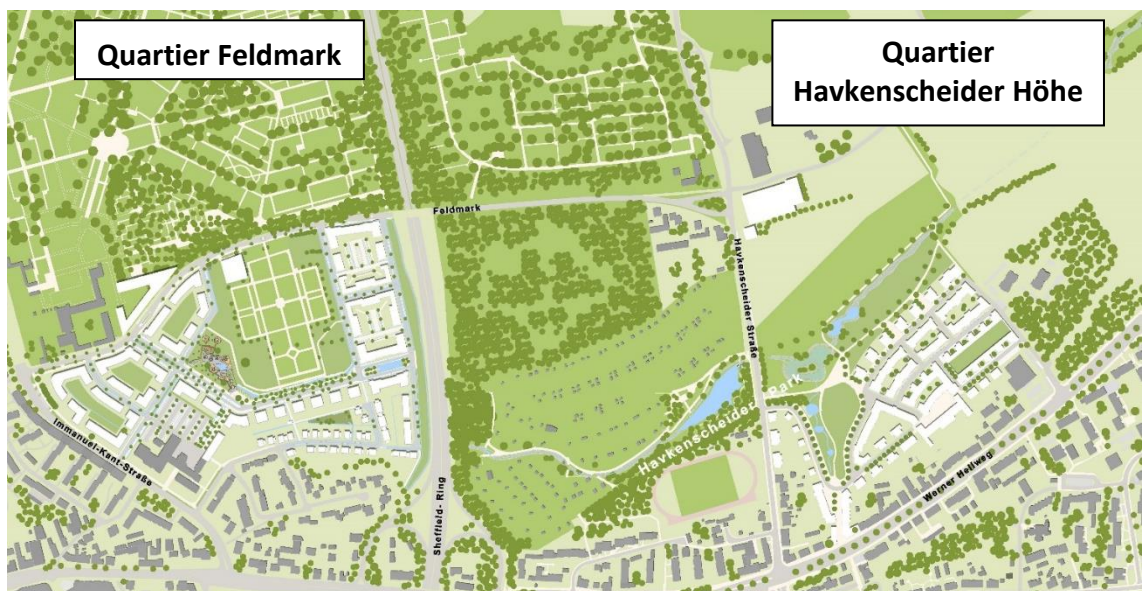 Quartier Feldmark
Quartier
Havkenscheider Höhe
Feldmark
Havkenscheider Straße
Havkenscheider Park
Immanuel-Kant-Straße
Sheffield-Ring
Werner Hellweg